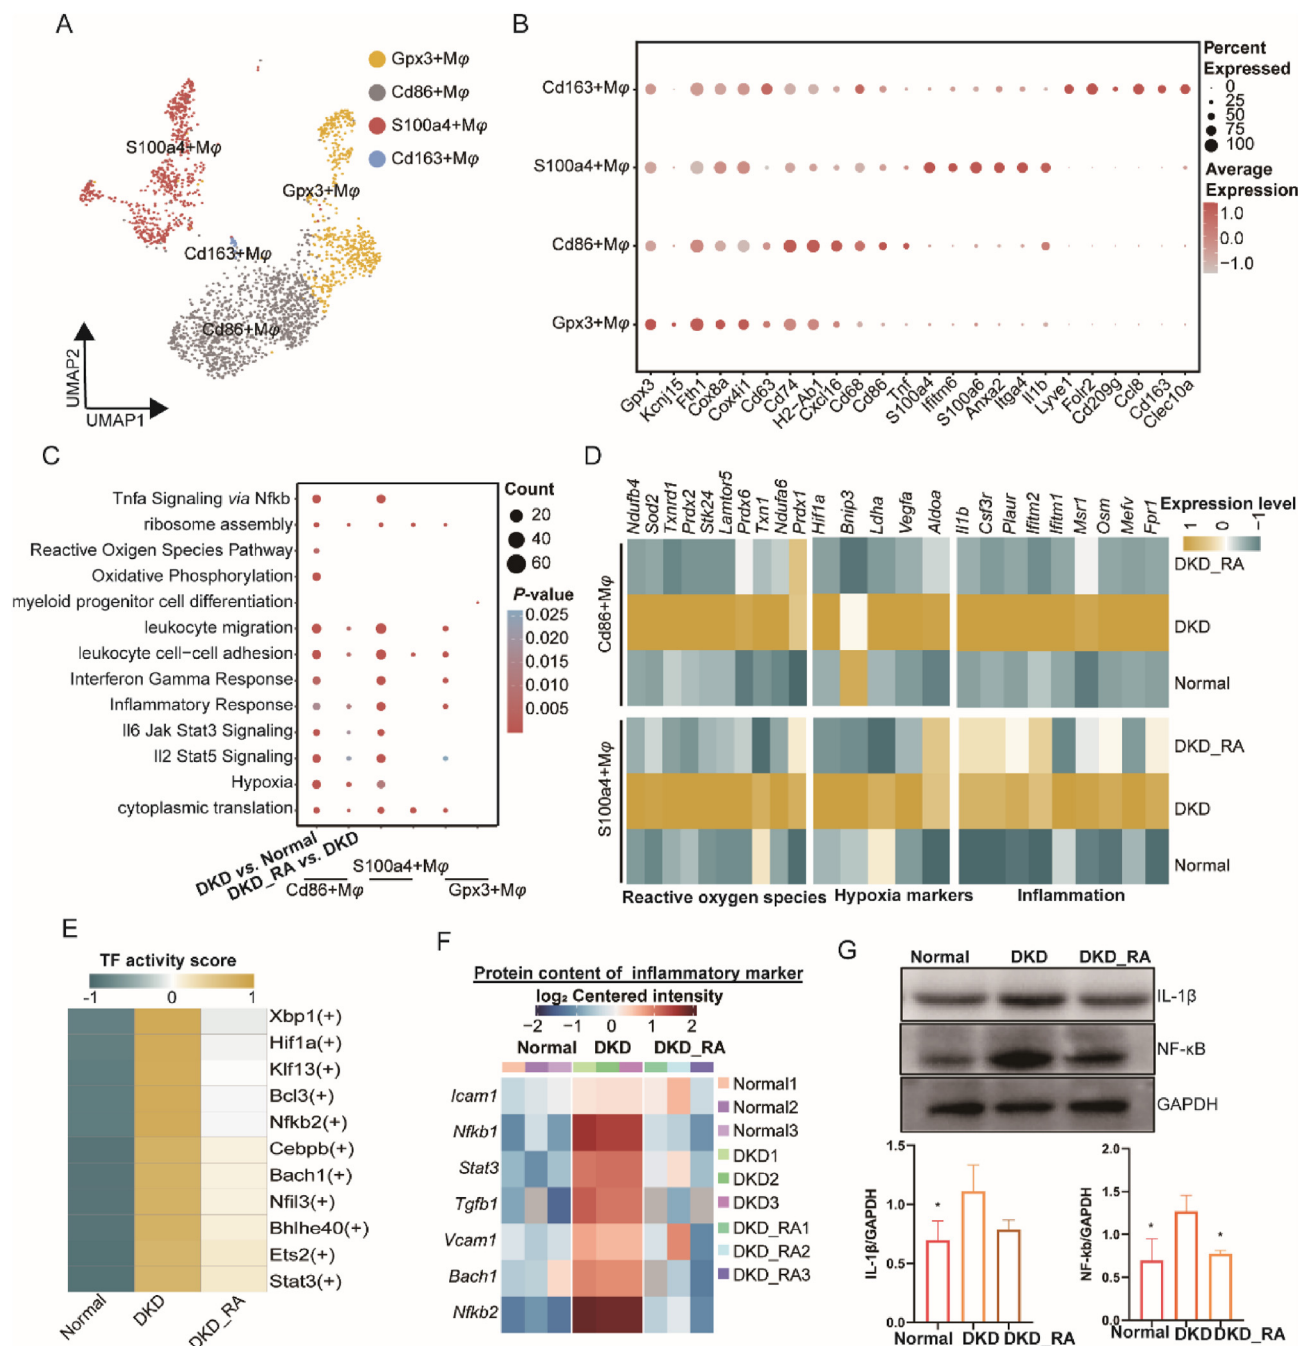 A
Gpx3+Mφ
Cd86+Mφ
S100a4+Mφ
Cd163+Mφ
S100a4+Mφ
Gpx3+Mφ
Cd163+Mφ
Cd86+Mφ
UMAP2
UMAP1
B
Cd163+Mφ
S100a4+Mφ
Cd86+Mφ
Gpx3+Mφ
Gpx3
Kcnj15
Fth1
Cox8a
Cox4i1
Cd63
Cd74
H2−Ab1
Cxcl16
Cd68
Cd86
Tnf
S100a4
Ifitm6
S100a6
Anxa2
Itga4
Il1b
Lyve1
Folr2
Cd209g
Ccl8
Cd163
Clec10a
Percent
Expressed
0
25
50
75
100
Average
Expression
1.0
0.0
−1.0
C
Tnfa Signaling via Nfkb
ribosome assembly
Reactive Oxigen Species Pathway
Oxidative Phosphorylation
myeloid progenitor cell differentiation
leukocyte migration
leukocyte cell−cell adhesion
Interferon Gamma Response
Inflammatory Response
Il6 Jak Stat3 Signaling
Il2 Stat5 Signaling
Hypoxia
cytoplasmic translation
DKD vs. Normal
DKD_RA vs. DKD
Cd86+Mφ
S100a4+Mφ
Gpx3+Mφ
Count
20
40
60
P-value
0.025
0.020
0.015
0.010
0.005
D
Ndufb4
Sod2
Txnrd1
Prdx2
Stk24
Lamtor5
Prdx6
Txn1
Ndufa6
Prdx1
Hif1a
Bnip3
Ldha
Vegfa
Aldoa
Il1b
Csf3r
Plaur
Ifitm2
Ifitm1
Msr1
Osm
Mefv
Fpr1
Expression level
1 0 −1
Cd86+Mφ
DKD_RA
DKD
Normal
S100a4+Mφ
DKD_RA
DKD
Normal
Reactive oxygen species
Hypoxia markers
Inflammation
E
TF activity score
-1 0 1
Xbp1(+)
Hif1a(+)
Klf13(+)
Bcl3(+)
Nfkb2(+)
Cebpb(+)
Bach1(+)
Nfil3(+)
Bhlhe40(+)
Ets2(+)
Stat3(+)
Normal
DKD
DKD_RA
F
Protein content of inflammatory marker
log₂ Centered intensity
−2 −1 0 1 2
Normal DKD DKD_RA
Icam1
Nfkb1
Stat3
Tgfb1
Vcam1
Bach1
Nfkb2
Normal1
Normal2
Normal3
DKD1
DKD2
DKD3
DKD_RA1
DKD_RA2
DKD_RA3
G
Normal DKD DKD_RA
IL-1β
NF-κB
GAPDH
IL-1β/GAPDH
1.5
1.0
0.5
0.0
*
Normal DKD DKD_RA
NF-kb/GAPDH
2.0
1.5
1.0
0.5
0.0
*
*
Normal DKD DKD_RA